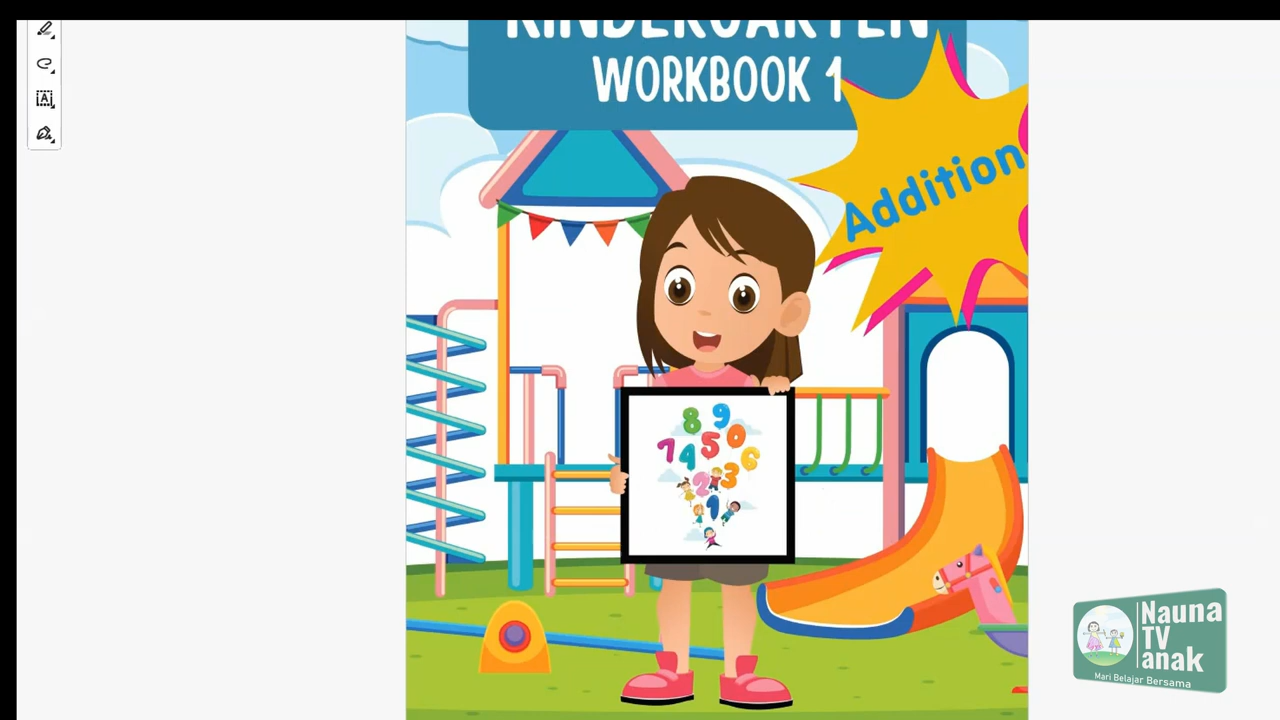 KINDERGARTEN
WORKBOOK 1
Addition
8 9
7 4 5 0 6
2 3
1
Nauna
TV
anak
Mari Belajar Bersama